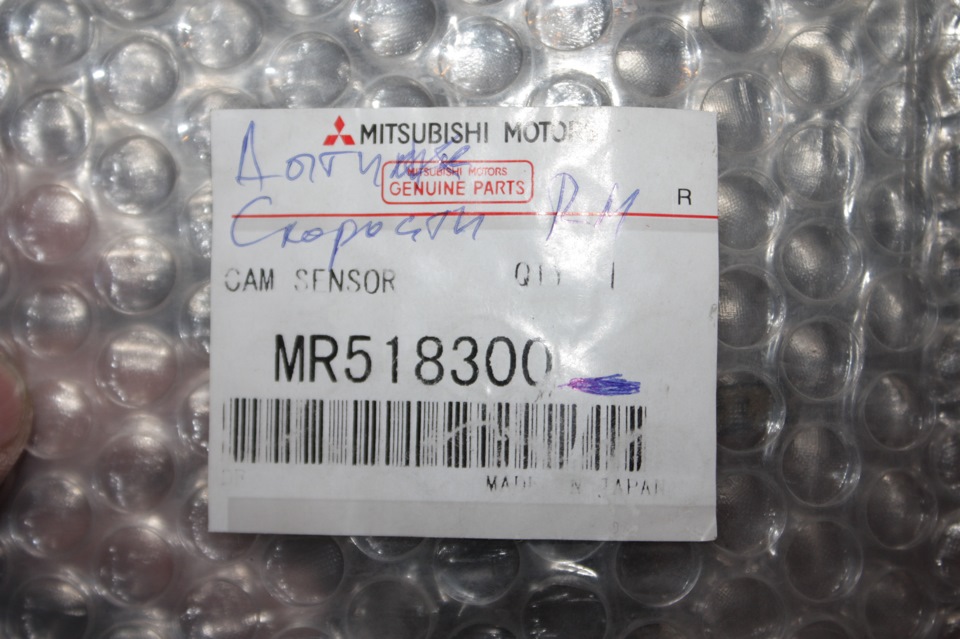 MITSUBISHI MOTORS
Датчик
MITSUBISHI MOTORS
GENUINE PARTS
R
Скорости
CAM SENSOR QTY 1
MR518300
MADE IN JAPAN